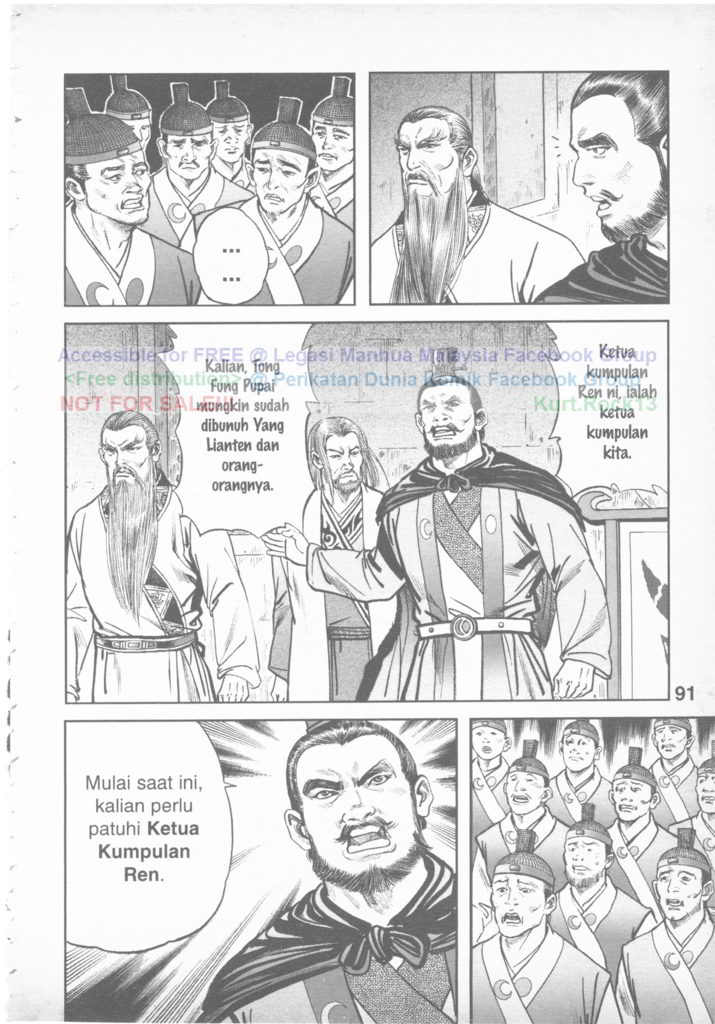 ...
...
Accessible for FREE @ Legasi Manhua Malaysia Facebook Group
<Free distribution> @ Perikatan Dunia Komik Facebook Group
NOT FOR SALE!!! Kurt.Rock13
Kalian, Tong
Fung Pupai
mungkin sudah
dibunuh Yang
Lianten dan
orang-
orangnya.
Ketua
kumpulan
Ren ni, ialah
ketua
kumpulan
kita.
91
Mulai saat ini,
kalian perlu
patuhi Ketua
Kumpulan
Ren.